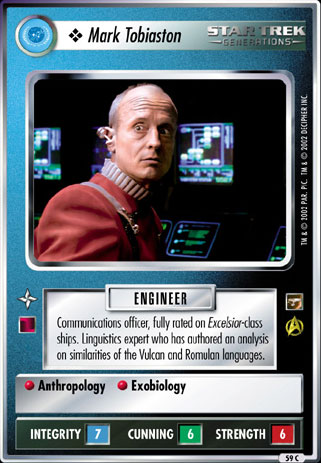 Mark Tobiaston
STAR TREK
GENERATIONS
TM & © 2002 PAR. PIC. TM & © 2002 DECIPHER INC.
ENGINEER
Communications officer, fully rated on Excelsior-class
ships. Linguistics expert who has authored an analysis
on similarities of the Vulcan and Romulan languages.
Anthropology Exobiology
INTEGRITY 7 CUNNING 6 STRENGTH 6
59 C